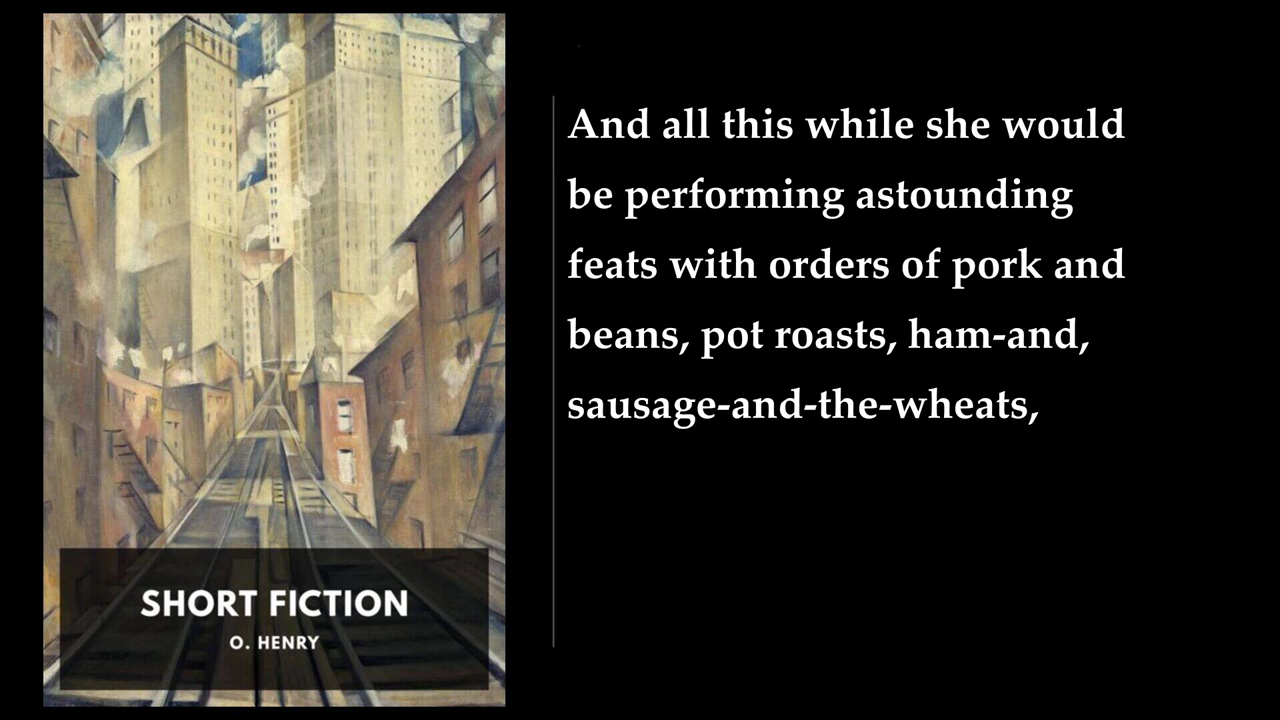 SHORT FICTION
O. HENRY
And all this while she would
be performing astounding
feats with orders of pork and
beans, pot roasts, ham-and,
sausage-and-the-wheats,